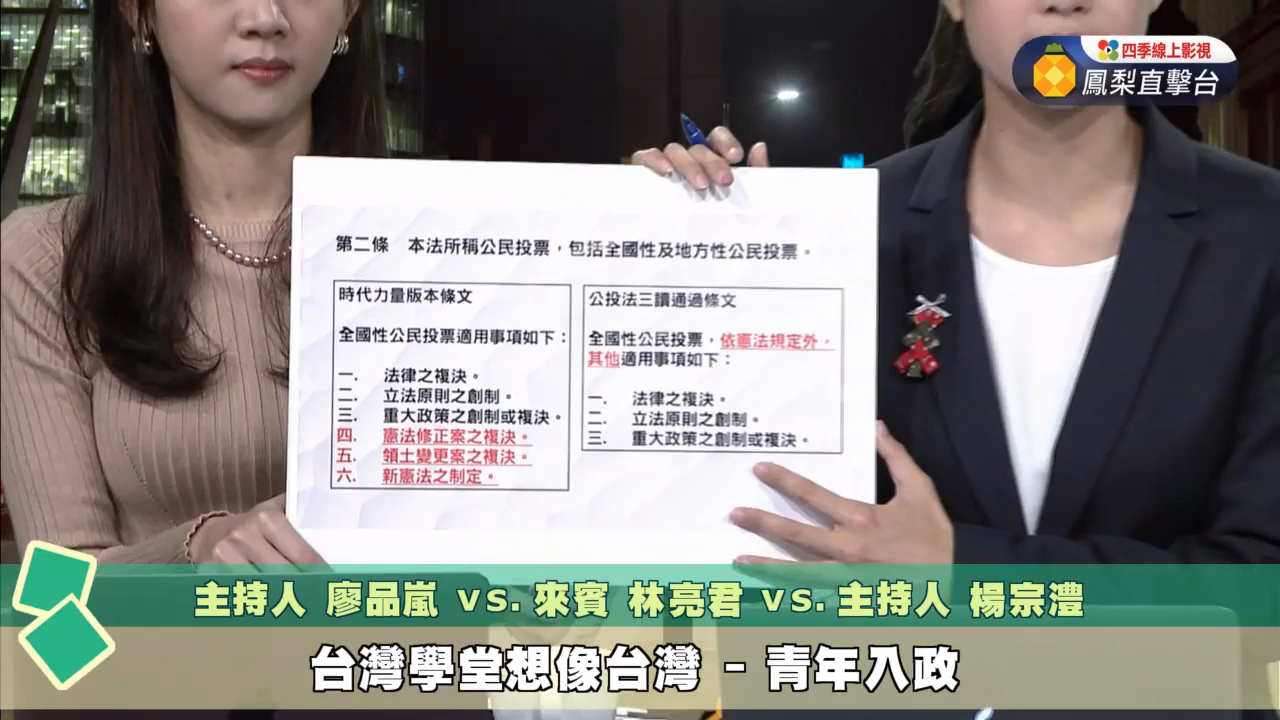 四季線上影視
鳳梨直擊台
第二條 本法所稱公民投票，包括全國性及地方性公民投票。
時代力量版本條文
全國性公民投票適用事項如下：
一. 法律之複決。
二. 立法原則之創制。
三. 重大政策之創制或複決。
四. 憲法修正案之複決。
五. 領土變更案之複決。
六. 新憲法之制定。
公投法三讀通過條文
全國性公民投票，依憲法規定外，
其他適用事項如下：
一. 法律之複決。
二. 立法原則之創制。
三. 重大政策之創制或複決。
主持人 廖品嵐 vs. 來賓 林亮君 vs. 主持人 楊宗澧
台灣學堂想像台灣 - 青年入政